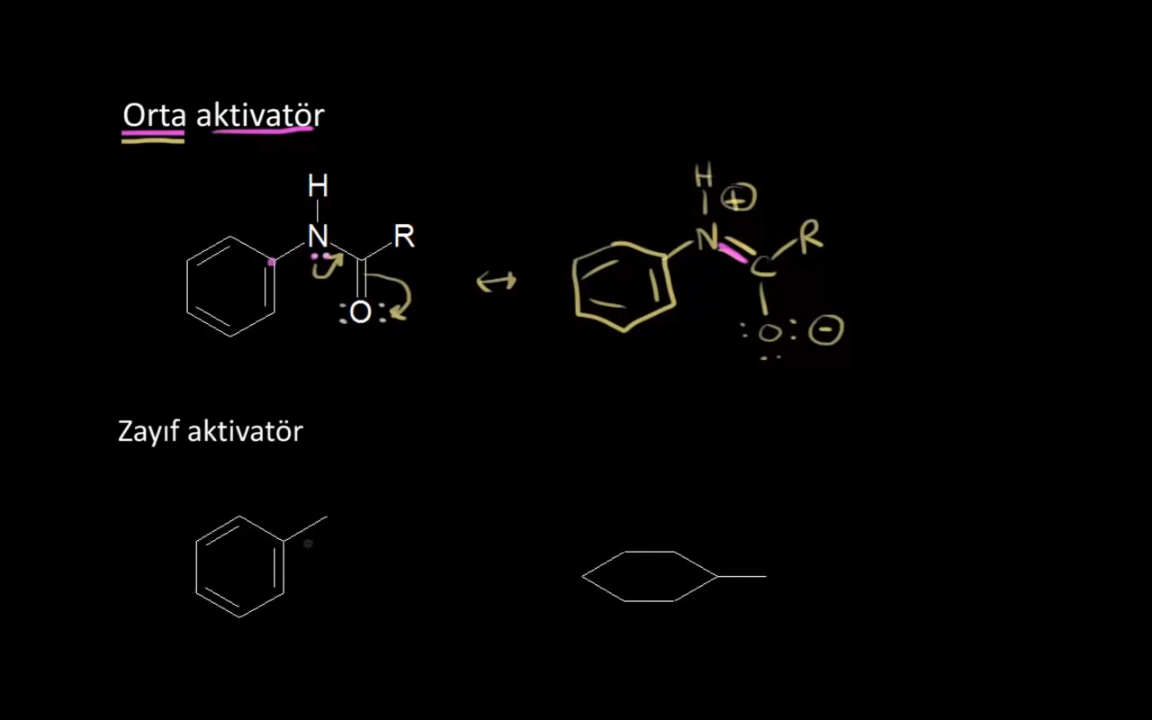 Orta aktivatör
H
N
R
:O:
H
+
N
C
R
:O:
-
Zayıf aktivatör